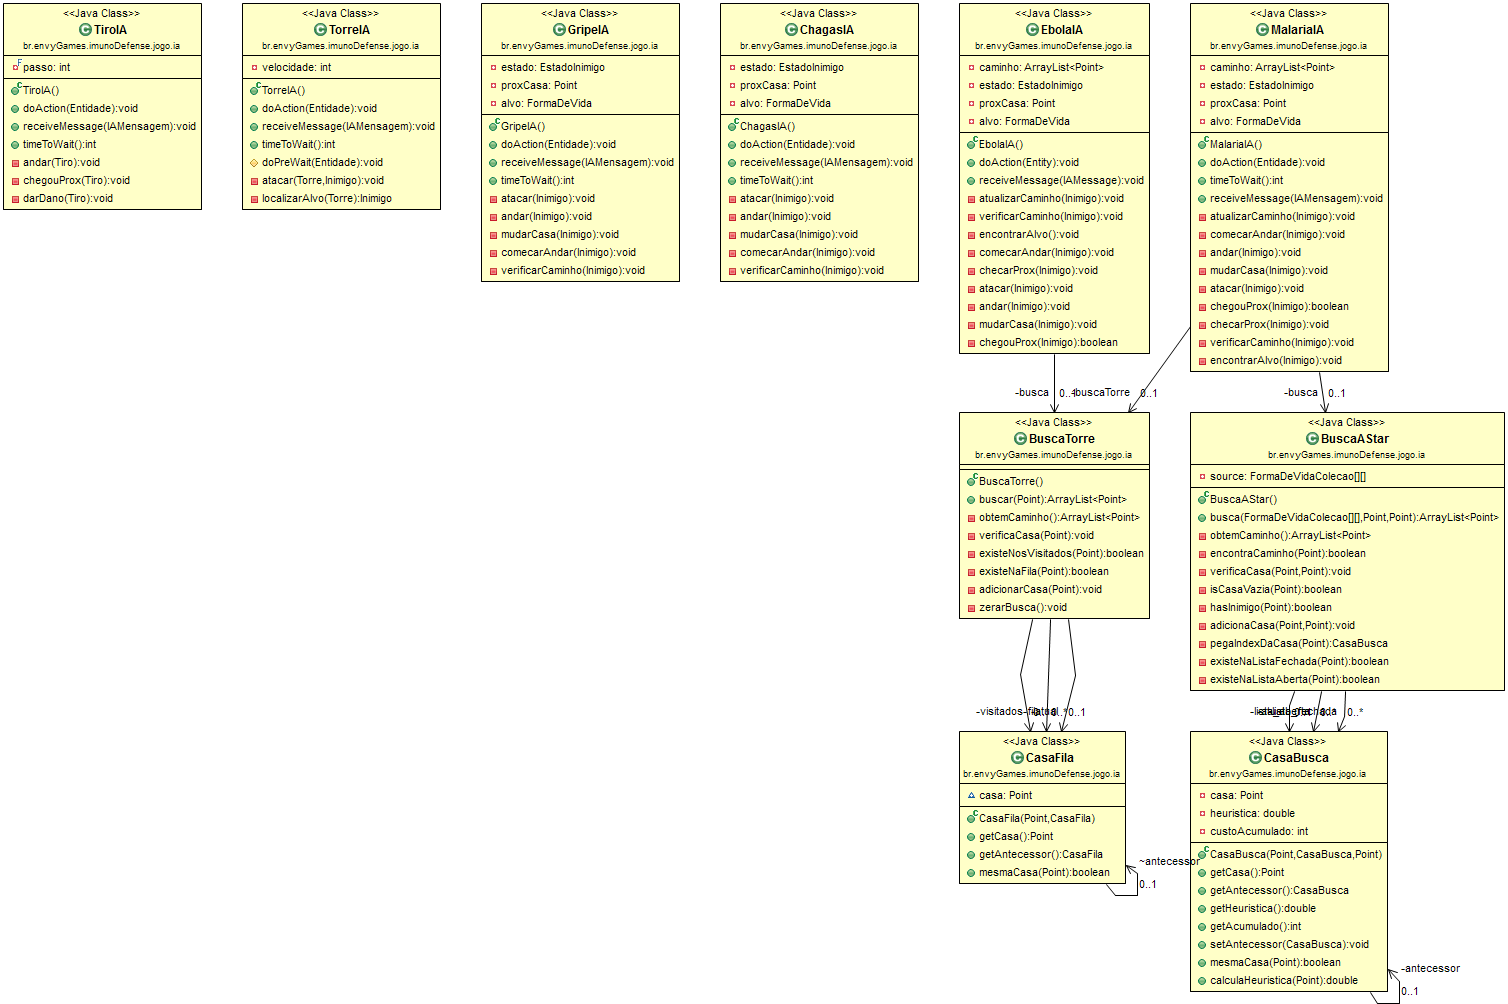 <<Java Class>>
TiroIA
br.envyGames.imunoDefense.jogo.ia
passo: int
TiroIA()
doAction(Entidade):void
receiveMessage(IAMensagem):void
timeToWait():int
andar(Tiro):void
chegouProx(Tiro):void
darDano(Tiro):void
<<Java Class>>
TorreIA
br.envyGames.imunoDefense.jogo.ia
velocidade: int
TorreIA()
doAction(Entidade):void
receiveMessage(IAMensagem):void
timeToWait():int
doPreWait(Entidade):void
atacar(Torre,Inimigo):void
localizarAlvo(Torre):Inimigo
<<Java Class>>
GripeIA
br.envyGames.imunoDefense.jogo.ia
estado: EstadoInimigo
proxCasa: Point
alvo: FormaDeVida
GripeIA()
doAction(Entidade):void
receiveMessage(IAMensagem):void
timeToWait():int
atacar(Inimigo):void
andar(Inimigo):void
mudarCasa(Inimigo):void
comecarAndar(Inimigo):void
verificarCaminho(Inimigo):void
<<Java Class>>
ChagasIA
br.envyGames.imunoDefense.jogo.ia
estado: EstadoInimigo
proxCasa: Point
alvo: FormaDeVida
ChagasIA()
doAction(Entidade):void
receiveMessage(IAMensagem):void
timeToWait():int
atacar(Inimigo):void
andar(Inimigo):void
mudarCasa(Inimigo):void
comecarAndar(Inimigo):void
verificarCaminho(Inimigo):void
<<Java Class>>
EbolaIA
br.envyGames.imunoDefense.jogo.ia
caminho: ArrayList<Point>
estado: EstadoInimigo
proxCasa: Point
alvo: FormaDeVida
EbolaIA()
doAction(Entity):void
receiveMessage(IAMessage):void
atualizarCaminho(Inimigo):void
verificarCaminho(Inimigo):void
encontrarAlvo():void
comecarAndar(Inimigo):void
checarProx(Inimigo):void
atacar(Inimigo):void
andar(Inimigo):void
mudarCasa(Inimigo):void
chegouProx(Inimigo):boolean
<<Java Class>>
MalariaIA
br.envyGames.imunoDefense.jogo.ia
caminho: ArrayList<Point>
estado: EstadoInimigo
proxCasa: Point
alvo: FormaDeVida
MalariaIA()
doAction(Entidade):void
timeToWait():int
receiveMessage(IAMensagem):void
atualizarCaminho(Inimigo):void
comecarAndar(Inimigo):void
andar(Inimigo):void
mudarCasa(Inimigo):void
atacar(Inimigo):void
chegouProx(Inimigo):boolean
checarProx(Inimigo):void
verificarCaminho(Inimigo):void
encontrarAlvo(Inimigo):void
-busca 0..1
-buscaTorre 0..1
-busca 0..1
<<Java Class>>
BuscaTorre
br.envyGames.imunoDefense.jogo.ia
BuscaTorre()
buscar(Point):ArrayList<Point>
obtemCaminho():ArrayList<Point>
verificaCasa(Point):void
existeNosVisitados(Point):boolean
existeNaFila(Point):boolean
adicionarCasa(Point):void
zerarBusca():void
<<Java Class>>
BuscaAStar
br.envyGames.imunoDefense.jogo.ia
source: FormaDeVidaColecao[][]
BuscaAStar()
busca(FormaDeVidaColecao[][],Point,Point):ArrayList<Point>
obtemCaminho():ArrayList<Point>
encontraCaminho(Point):boolean
verificaCasa(Point,Point):void
isCasaVazia(Point):boolean
hasInimigo(Point):boolean
adicionaCasa(Point,Point):void
pegaIndexDaCasa(Point):CasaBusca
existeNaListaFechada(Point):boolean
existeNaListaAberta(Point):boolean
-visitados 0..* 0..1
0..*
<<Java Class>>
CasaFila
br.envyGames.imunoDefense.jogo.ia
casa: Point
CasaFila(Point,CasaFila)
getCasa():Point
getAntecessor():CasaFila
mesmaCasa(Point):boolean
~antecessor
0..1
<<Java Class>>
CasaBusca
br.envyGames.imunoDefense.jogo.ia
casa: Point
heuristica: double
custoAcumulado: int
CasaBusca(Point,CasaBusca,Point)
getCasa():Point
getAntecessor():CasaBusca
getHeuristica():double
getAcumulado():int
setAntecessor(CasaBusca):void
mesmaCasa(Point):boolean
calculaHeuristica(Point):double
-antecessor
0..1